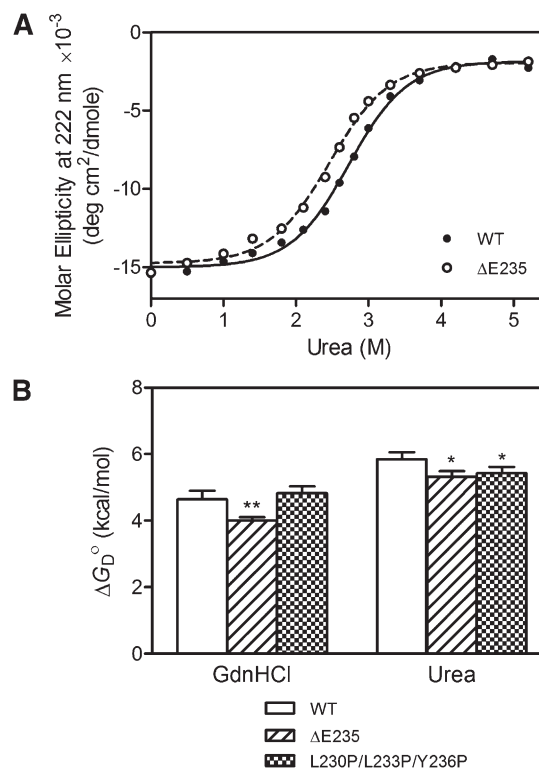 A
Molar Ellipticity at 222 nm ×10⁻³
(deg cm²/dmole)
0
-5
-10
-15
WT
ΔE235
0 1 2 3 4 5
Urea (M)
B
ΔG_D° (kcal/mol)
8
6
4
2
0
** * *
GdnHCl Urea
WT
ΔE235
L230P/L233P/Y236P